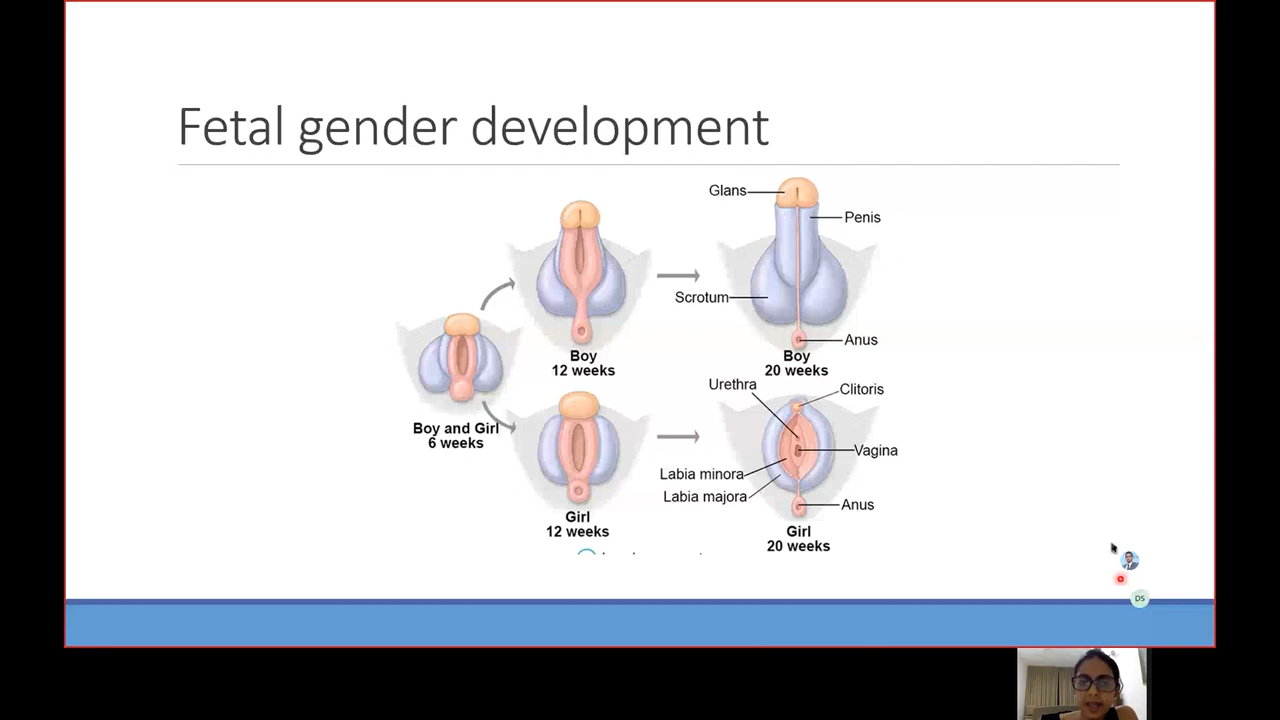 Fetal gender development
Glans
Penis
Scrotum
Anus
Boy
12 weeks
Boy
20 weeks
Boy and Girl
6 weeks
Urethra
Clitoris
Vagina
Labia minora
Labia majora
Anus
Girl
12 weeks
Girl
20 weeks
DS